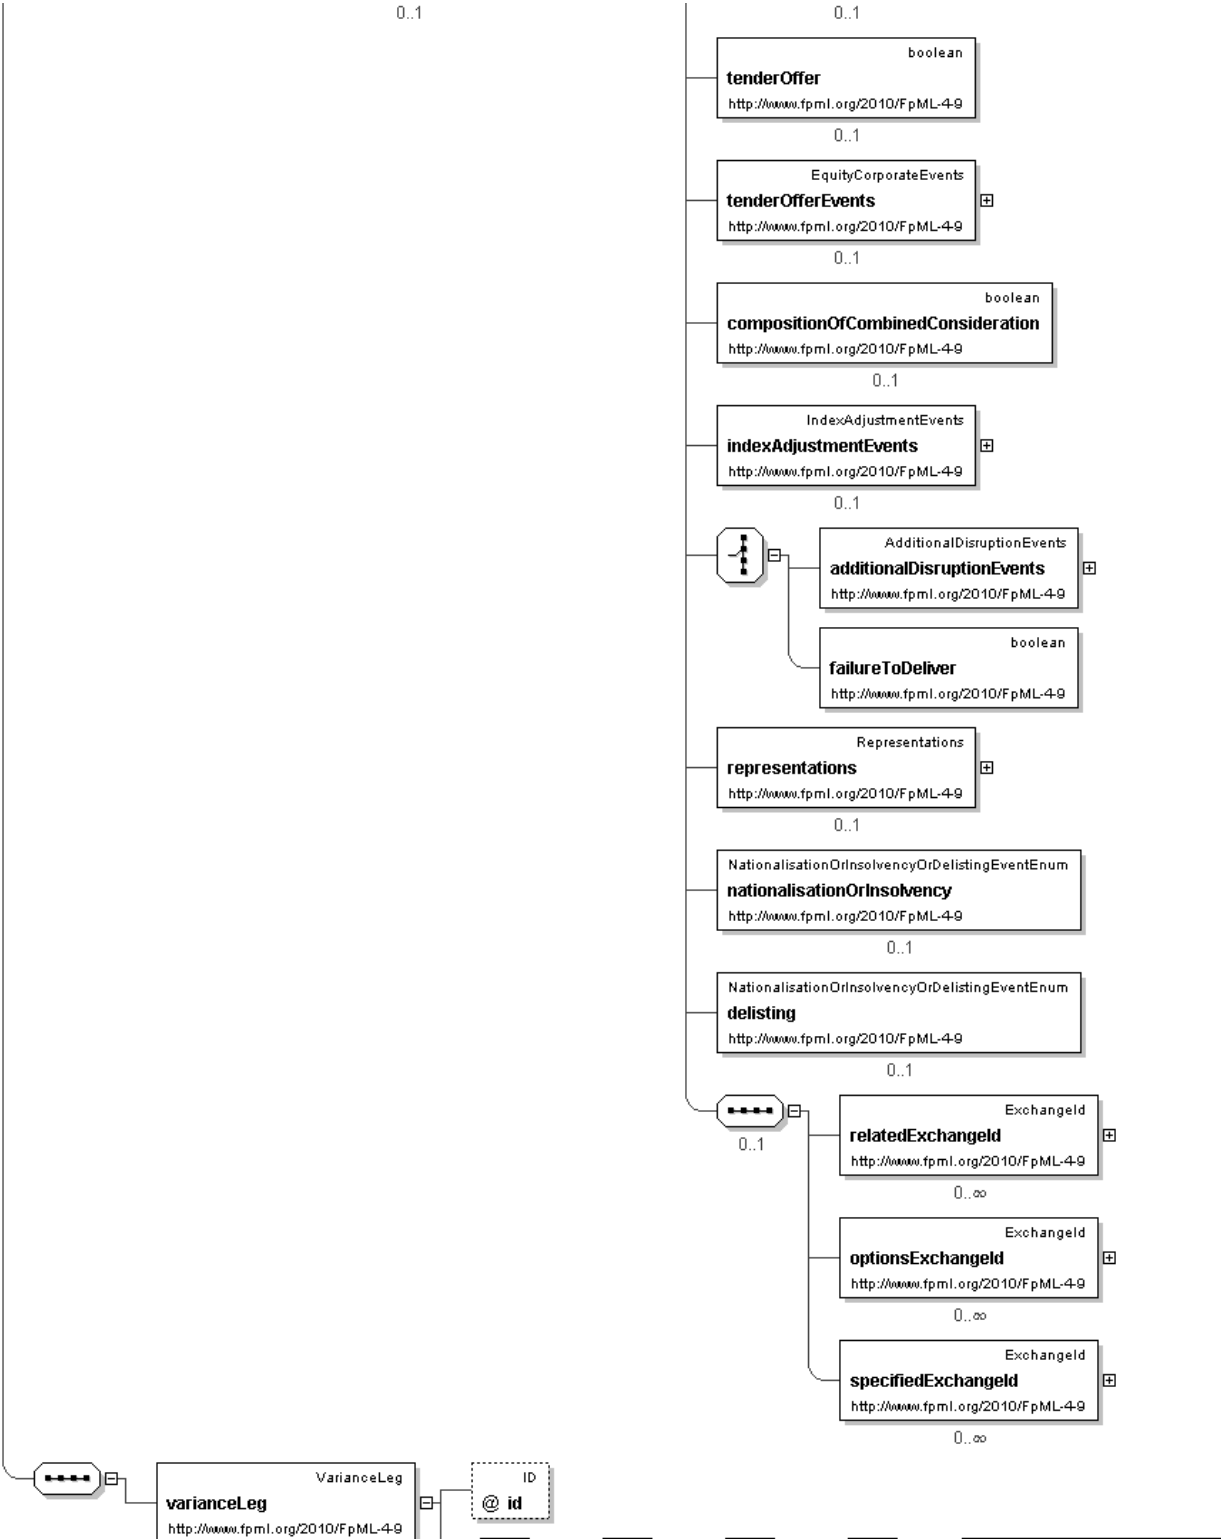 0..1
0..1
boolean
tenderOffer
http://www.fpml.org/2010/FpML-4-9
0..1
EquityCorporateEvents
tenderOfferEvents
http://www.fpml.org/2010/FpML-4-9
0..1
boolean
compositionOfCombinedConsideration
http://www.fpml.org/2010/FpML-4-9
0..1
IndexAdjustmentEvents
indexAdjustmentEvents
http://www.fpml.org/2010/FpML-4-9
0..1
AdditionalDisruptionEvents
additionalDisruptionEvents
http://www.fpml.org/2010/FpML-4-9
boolean
failureToDeliver
http://www.fpml.org/2010/FpML-4-9
Representations
representations
http://www.fpml.org/2010/FpML-4-9
0..1
NationalisationOrInsolvencyOrDelistingEventEnum
nationalisationOrInsolvency
http://www.fpml.org/2010/FpML-4-9
0..1
NationalisationOrInsolvencyOrDelistingEventEnum
delisting
http://www.fpml.org/2010/FpML-4-9
0..1
0..1
ExchangeId
relatedExchangeId
http://www.fpml.org/2010/FpML-4-9
0..∞
ExchangeId
optionsExchangeId
http://www.fpml.org/2010/FpML-4-9
0..∞
ExchangeId
specifiedExchangeId
http://www.fpml.org/2010/FpML-4-9
0..∞
VarianceLeg
varianceLeg
http://www.fpml.org/2010/FpML-4-9
ID
@ id